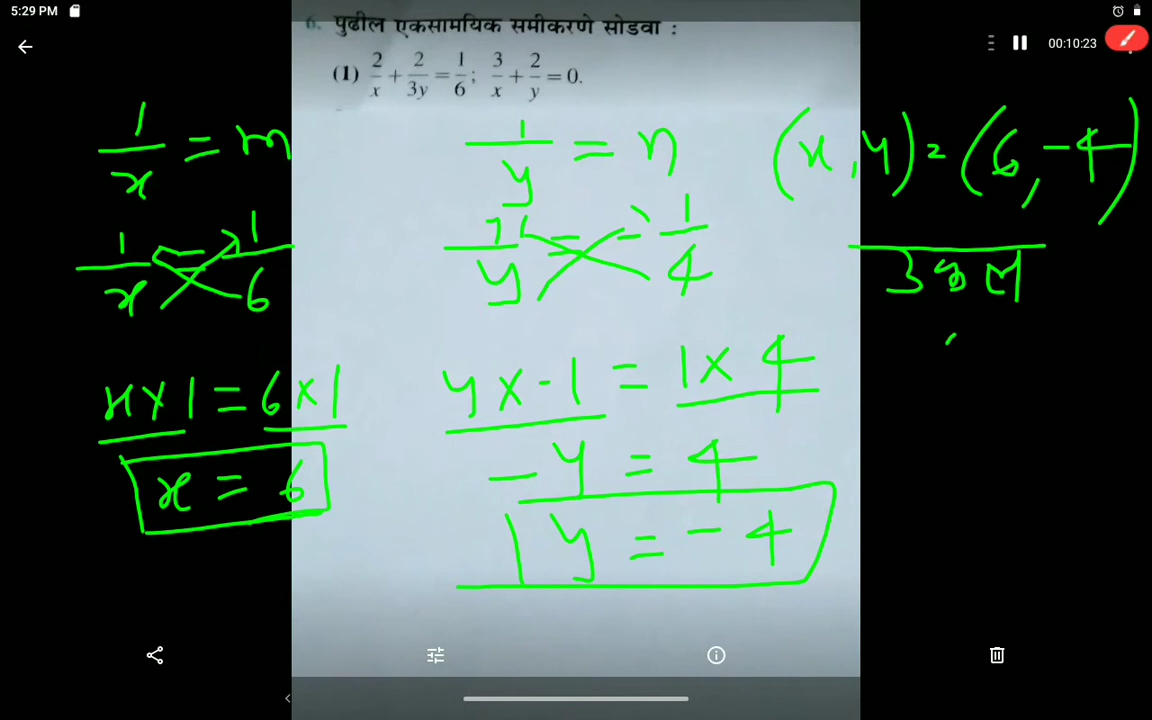 5:29 PM
00:10:23
6. पुढील एकसामयिक समीकरणे सोडवा :
(1) 2/x + 2/3y = 1/6; 3/x + 2/y = 0.
1/x = m
1/y = n
(x, y) = (6, -4)
1/x = 1/6
1/y = 1/4
x × 1 = 6 × 1
y × -1 = 1 × 4
x = 6
-y = 4
y = -4